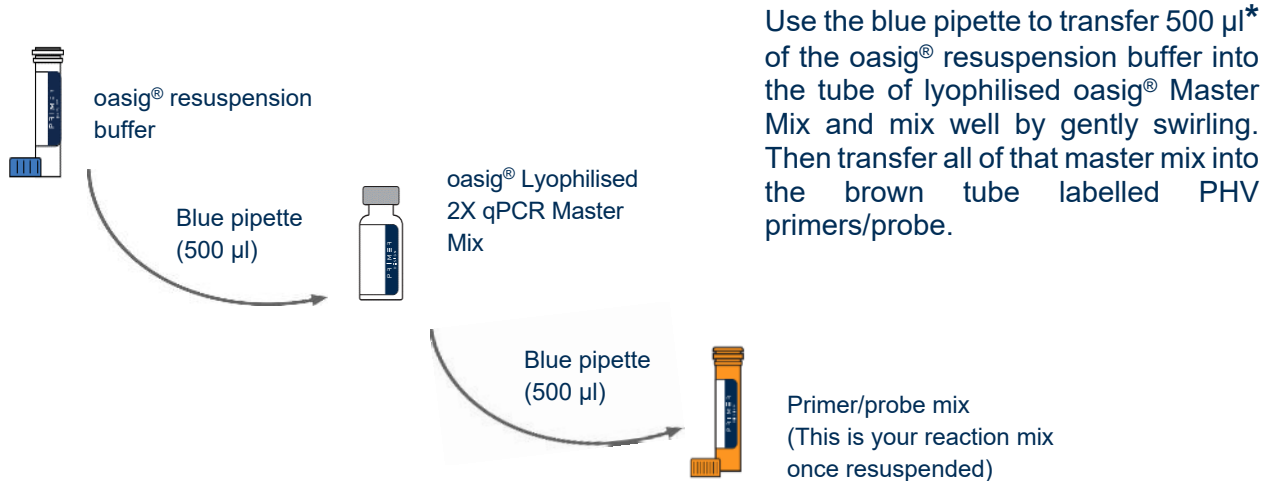 Use the blue pipette to transfer 500 µl*
of the oasig® resuspension buffer into
the tube of lyophilised oasig® Master
Mix and mix well by gently swirling.
Then transfer all of that master mix into
the brown tube labelled PHV
primers/probe.
oasig® resuspension
buffer
PRIMER
Blue pipette
(500 µl)
oasig® Lyophilised
2X qPCR Master
Mix
PRIMER
Blue pipette
(500 µl)
PRIMER
Primer/probe mix
(This is your reaction mix
once resuspended)